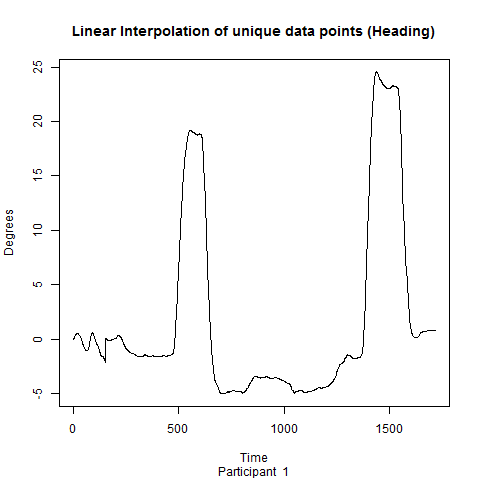 Linear Interpolation of unique data points (Heading)
25
20
15
10
5
0
-5
Degrees
0 500 1000 1500
Time
Participant 1